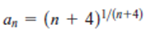 aₙ = (n + 4)^{1/(n+4)}